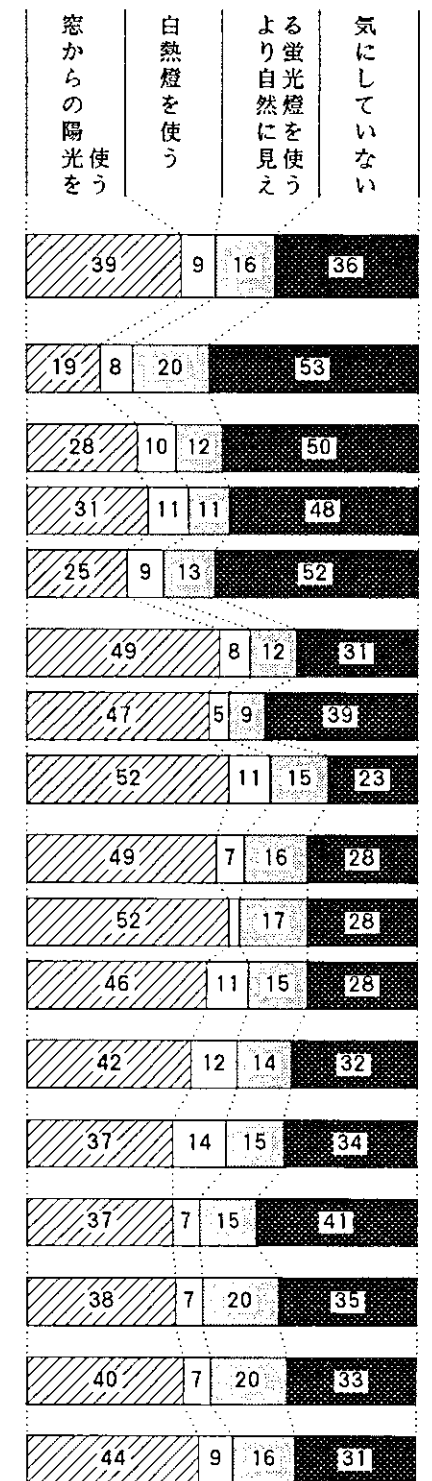 窓からの陽光を
使う
白熱燈を使う
より自然に見え
る蛍光燈を使う
気にしていない
39 9 16 36
19 8 20 53
28 10 12 50
31 11 11 48
25 9 13 52
49 8 12 31
47 5 9 39
52 11 15 23
49 7 16 28
52 17 28
46 11 15 28
42 12 14 32
37 14 15 34
37 7 15 41
38 7 20 35
40 7 20 33
44 9 16 31